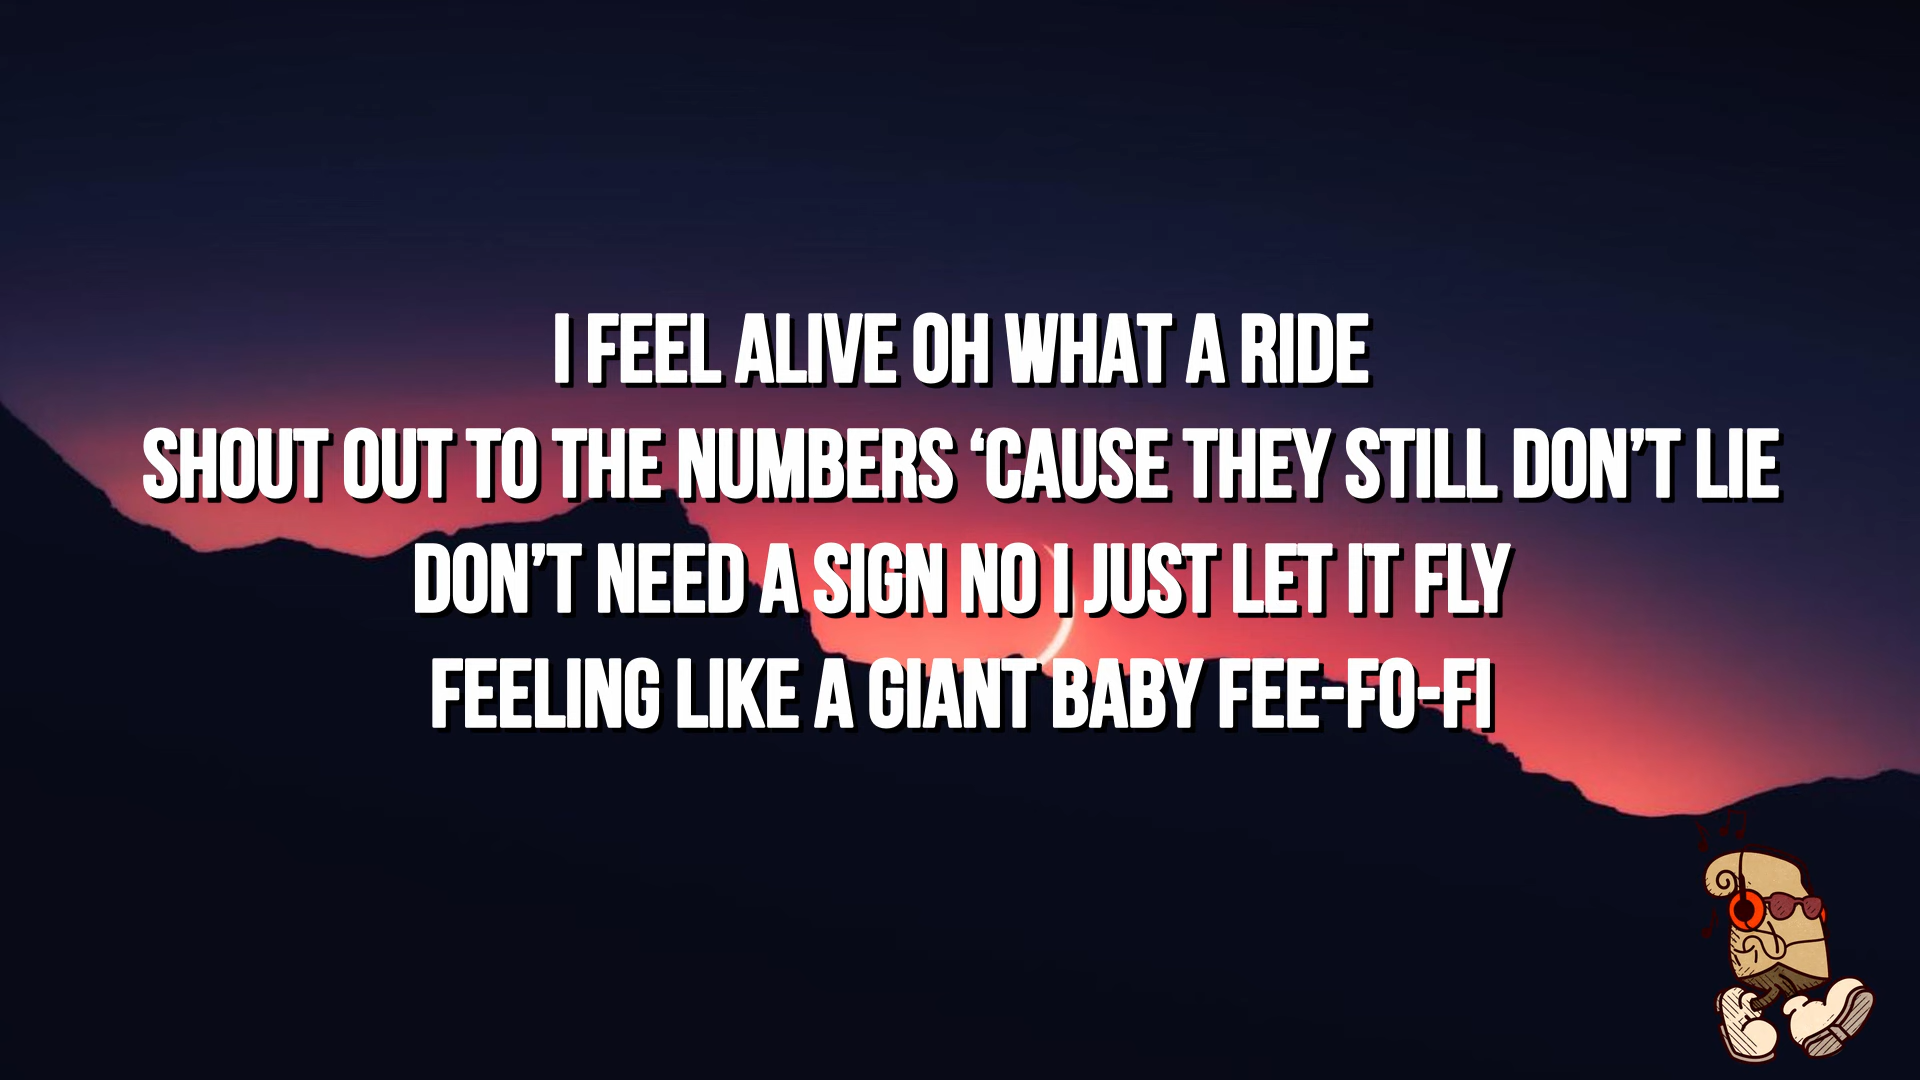 I FEEL ALIVE OH WHAT A RIDE
SHOUT OUT TO THE NUMBERS ‘CAUSE THEY STILL DON’T LIE
DON’T NEED A SIGN NO I JUST LET IT FLY
FEELING LIKE A GIANT BABY FEE-FO-FI